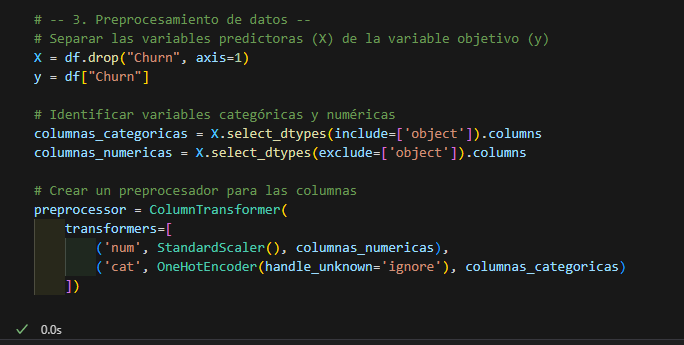 # -- 3. Preprocesamiento de datos --
# Separar las variables predictoras (X) de la variable objetivo (y)
X = df.drop("Churn", axis=1)
y = df["Churn"]

# Identificar variables categóricas y numéricas
columnas_categoricas = X.select_dtypes(include=['object']).columns
columnas_numericas = X.select_dtypes(exclude=['object']).columns

# Crear un preprocesador para las columnas
preprocessor = ColumnTransformer(
    transformers=[
        ('num', StandardScaler(), columnas_numericas),
        ('cat', OneHotEncoder(handle_unknown='ignore'), columnas_categoricas)
    ])
✓ 0.0s